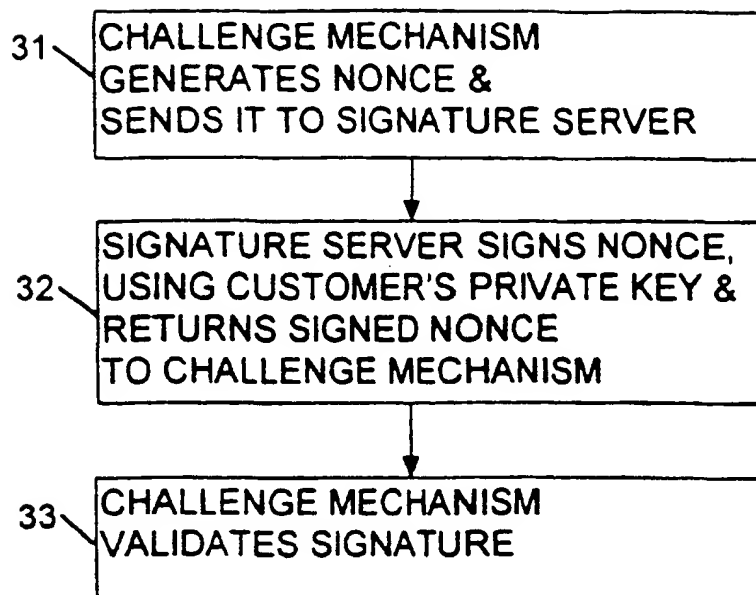 31
CHALLENGE MECHANISM
GENERATES NONCE &
SENDS IT TO SIGNATURE SERVER
32
SIGNATURE SERVER SIGNS NONCE,
USING CUSTOMER'S PRIVATE KEY &
RETURNS SIGNED NONCE
TO CHALLENGE MECHANISM
33
CHALLENGE MECHANISM
VALIDATES SIGNATURE